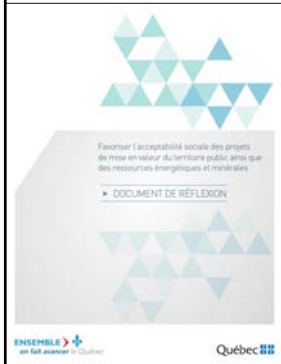 Favoriser l'acceptabilité sociale des projets
de mise en valeur du territoire public ainsi que
des ressources énergétiques et minérales
▸ DOCUMENT DE RÉFLEXION
ENSEMBLE
on fait avancer le Québec
Québec